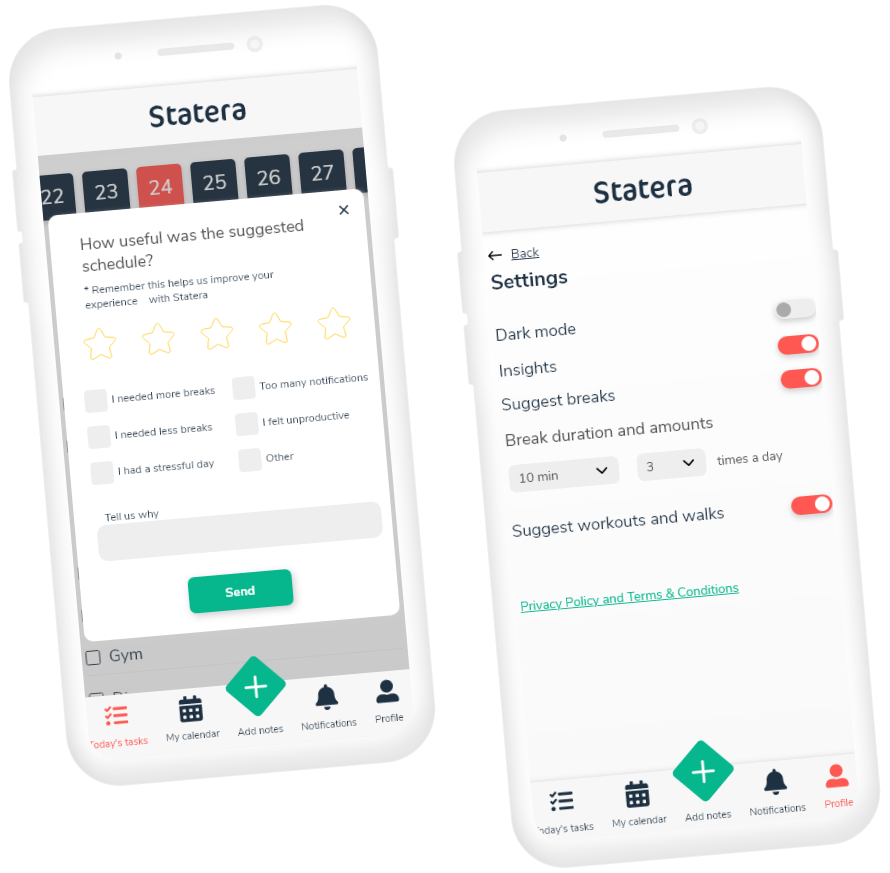 Statera
22 23 24 25 26 27
How useful was the suggested
schedule?
* Remember this helps us improve your
experience with Statera
I needed more breaks
Too many notifications
I needed less breaks
I felt unproductive
I had a stressful day
Other
Tell us why
Send
Gym
Today's tasks
My calendar
Add notes
Notifications
Profile
Statera
Back
Settings
Dark mode
Insights
Suggest breaks
Break duration and amounts
10 min
3
times a day
Suggest workouts and walks
Privacy Policy and Terms & Conditions
Today's tasks
My calendar
Add notes
Notifications
Profile